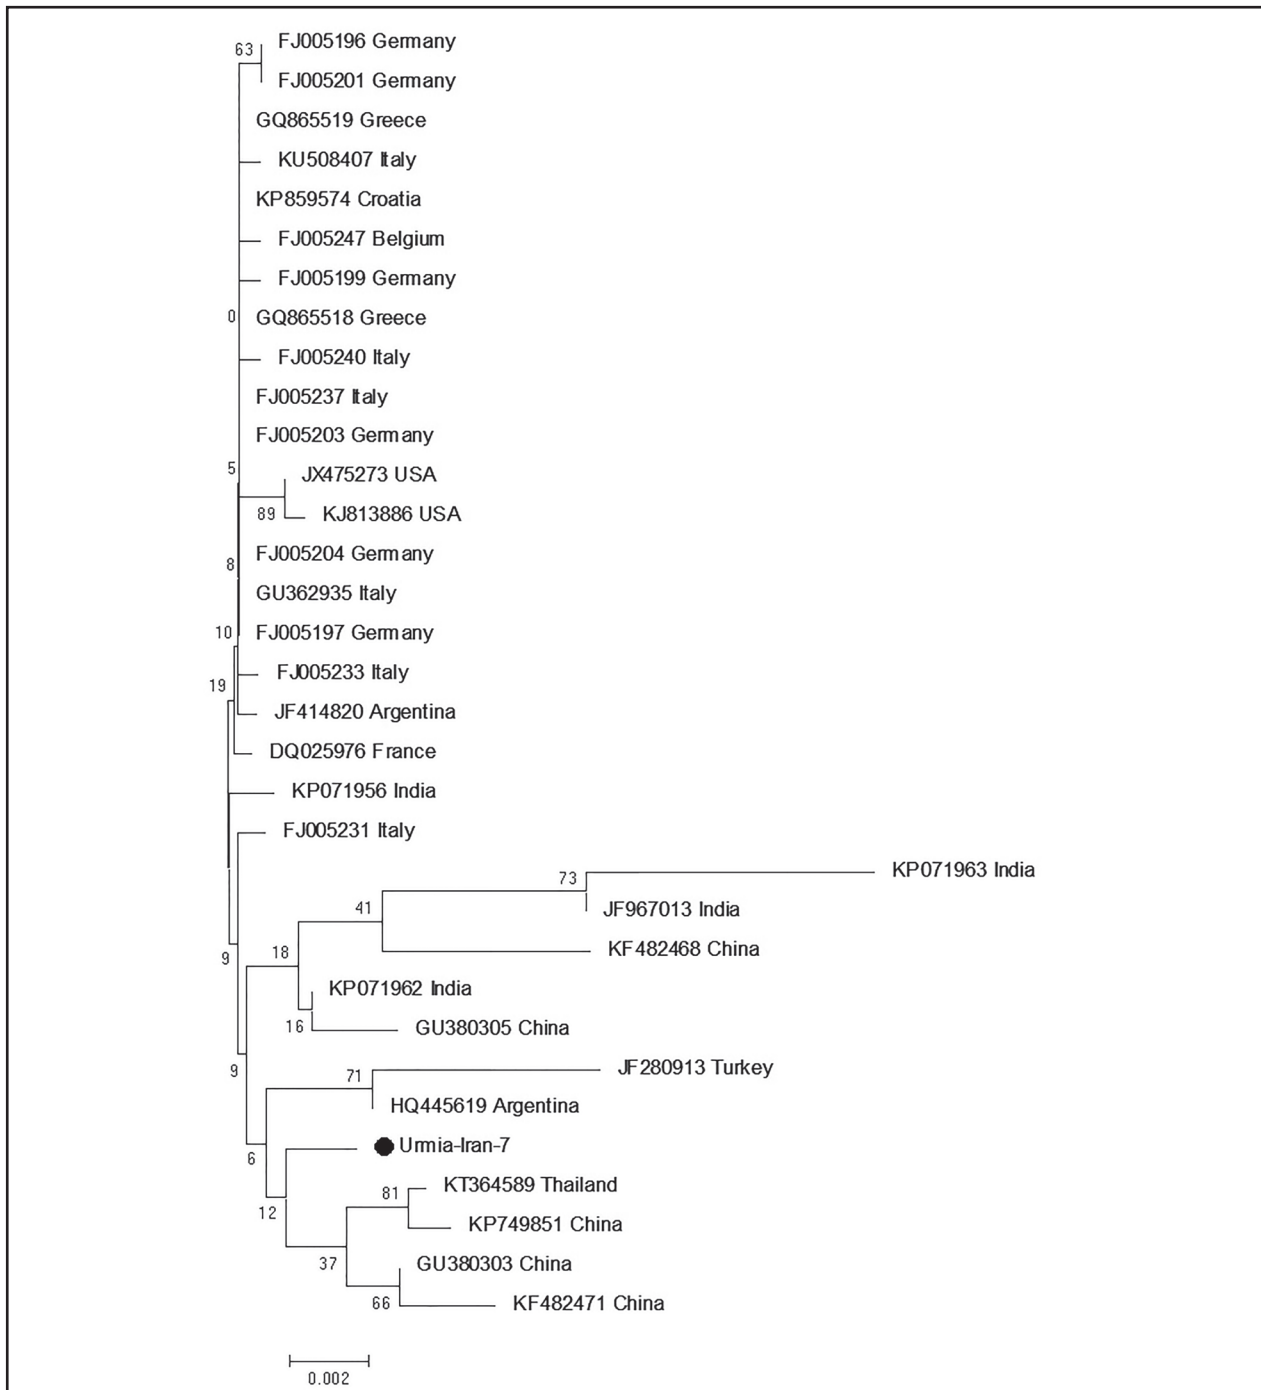 63
FJ005196 Germany
FJ005201 Germany
GQ865519 Greece
KU508407 Italy
KP859574 Croatia
FJ005247 Belgium
FJ005199 Germany
0
GQ865518 Greece
FJ005240 Italy
FJ005237 Italy
FJ005203 Germany
5
JX475273 USA
89
KJ813886 USA
FJ005204 Germany
8
GU362935 Italy
10
FJ005197 Germany
FJ005233 Italy
19
JF414820 Argentina
DQ025976 France
KP071956 India
FJ005231 Italy
KP071963 India
73
41
JF967013 India
18
KF482468 China
9
KP071962 India
16
GU380305 China
JF280913 Turkey
9
71
HQ445619 Argentina
Urmia-Iran-7
6
KT364589 Thailand
81
12
KP749851 China
37
GU380303 China
66
KF482471 China
0.002